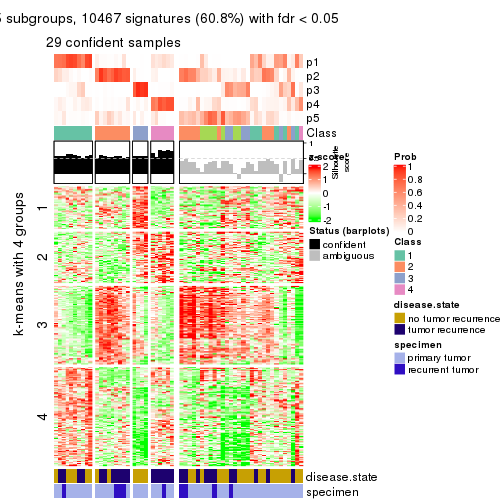 5 subgroups, 10467 signatures (60.8%) with fdr < 0.05
29 confident samples
p1
p2
p3
p4
p5
Class
1
Silhouette
score
z-score
2
1
0
-1
-2
Status (barplots)
confident
ambiguous
Prob
1
0.8
0.6
0.4
0.2
0
Class
1
2
3
4
disease.state
no tumor recurrence
tumor recurrence
specimen
primary tumor
recurrent tumor
k-means with 4 groups
1
2
3
4
disease.state
specimen